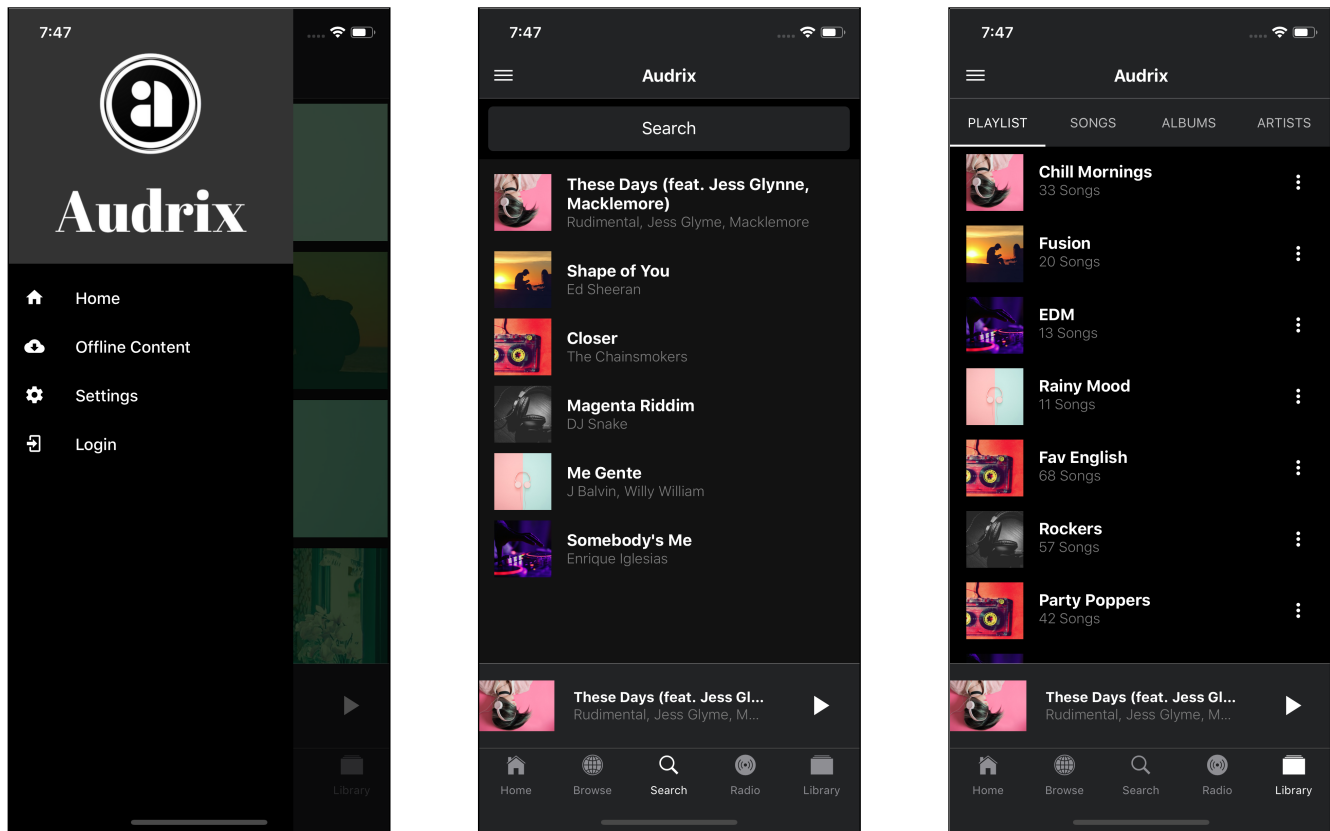 7:47
a
Audrix
Home
Offline Content
Settings
Login
Library
7:47
Audrix
Search
These Days (feat. Jess Glynne,
Macklemore)
Rudimental, Jess Glyme, Macklemore
Shape of You
Ed Sheeran
Closer
The Chainsmokers
Magenta Riddim
DJ Snake
Me Gente
J Balvin, Willy William
Somebody's Me
Enrique Iglesias
These Days (feat. Jess Gl...
Rudimental, Jess Glyme, M...
Home Browse Search Radio Library
7:47
Audrix
PLAYLIST SONGS ALBUMS ARTISTS
Chill Mornings
33 Songs
Fusion
20 Songs
EDM
13 Songs
Rainy Mood
11 Songs
Fav English
68 Songs
Rockers
57 Songs
Party Poppers
42 Songs
These Days (feat. Jess Gl...
Rudimental, Jess Glyme, M...
Home Browse Search Radio Library